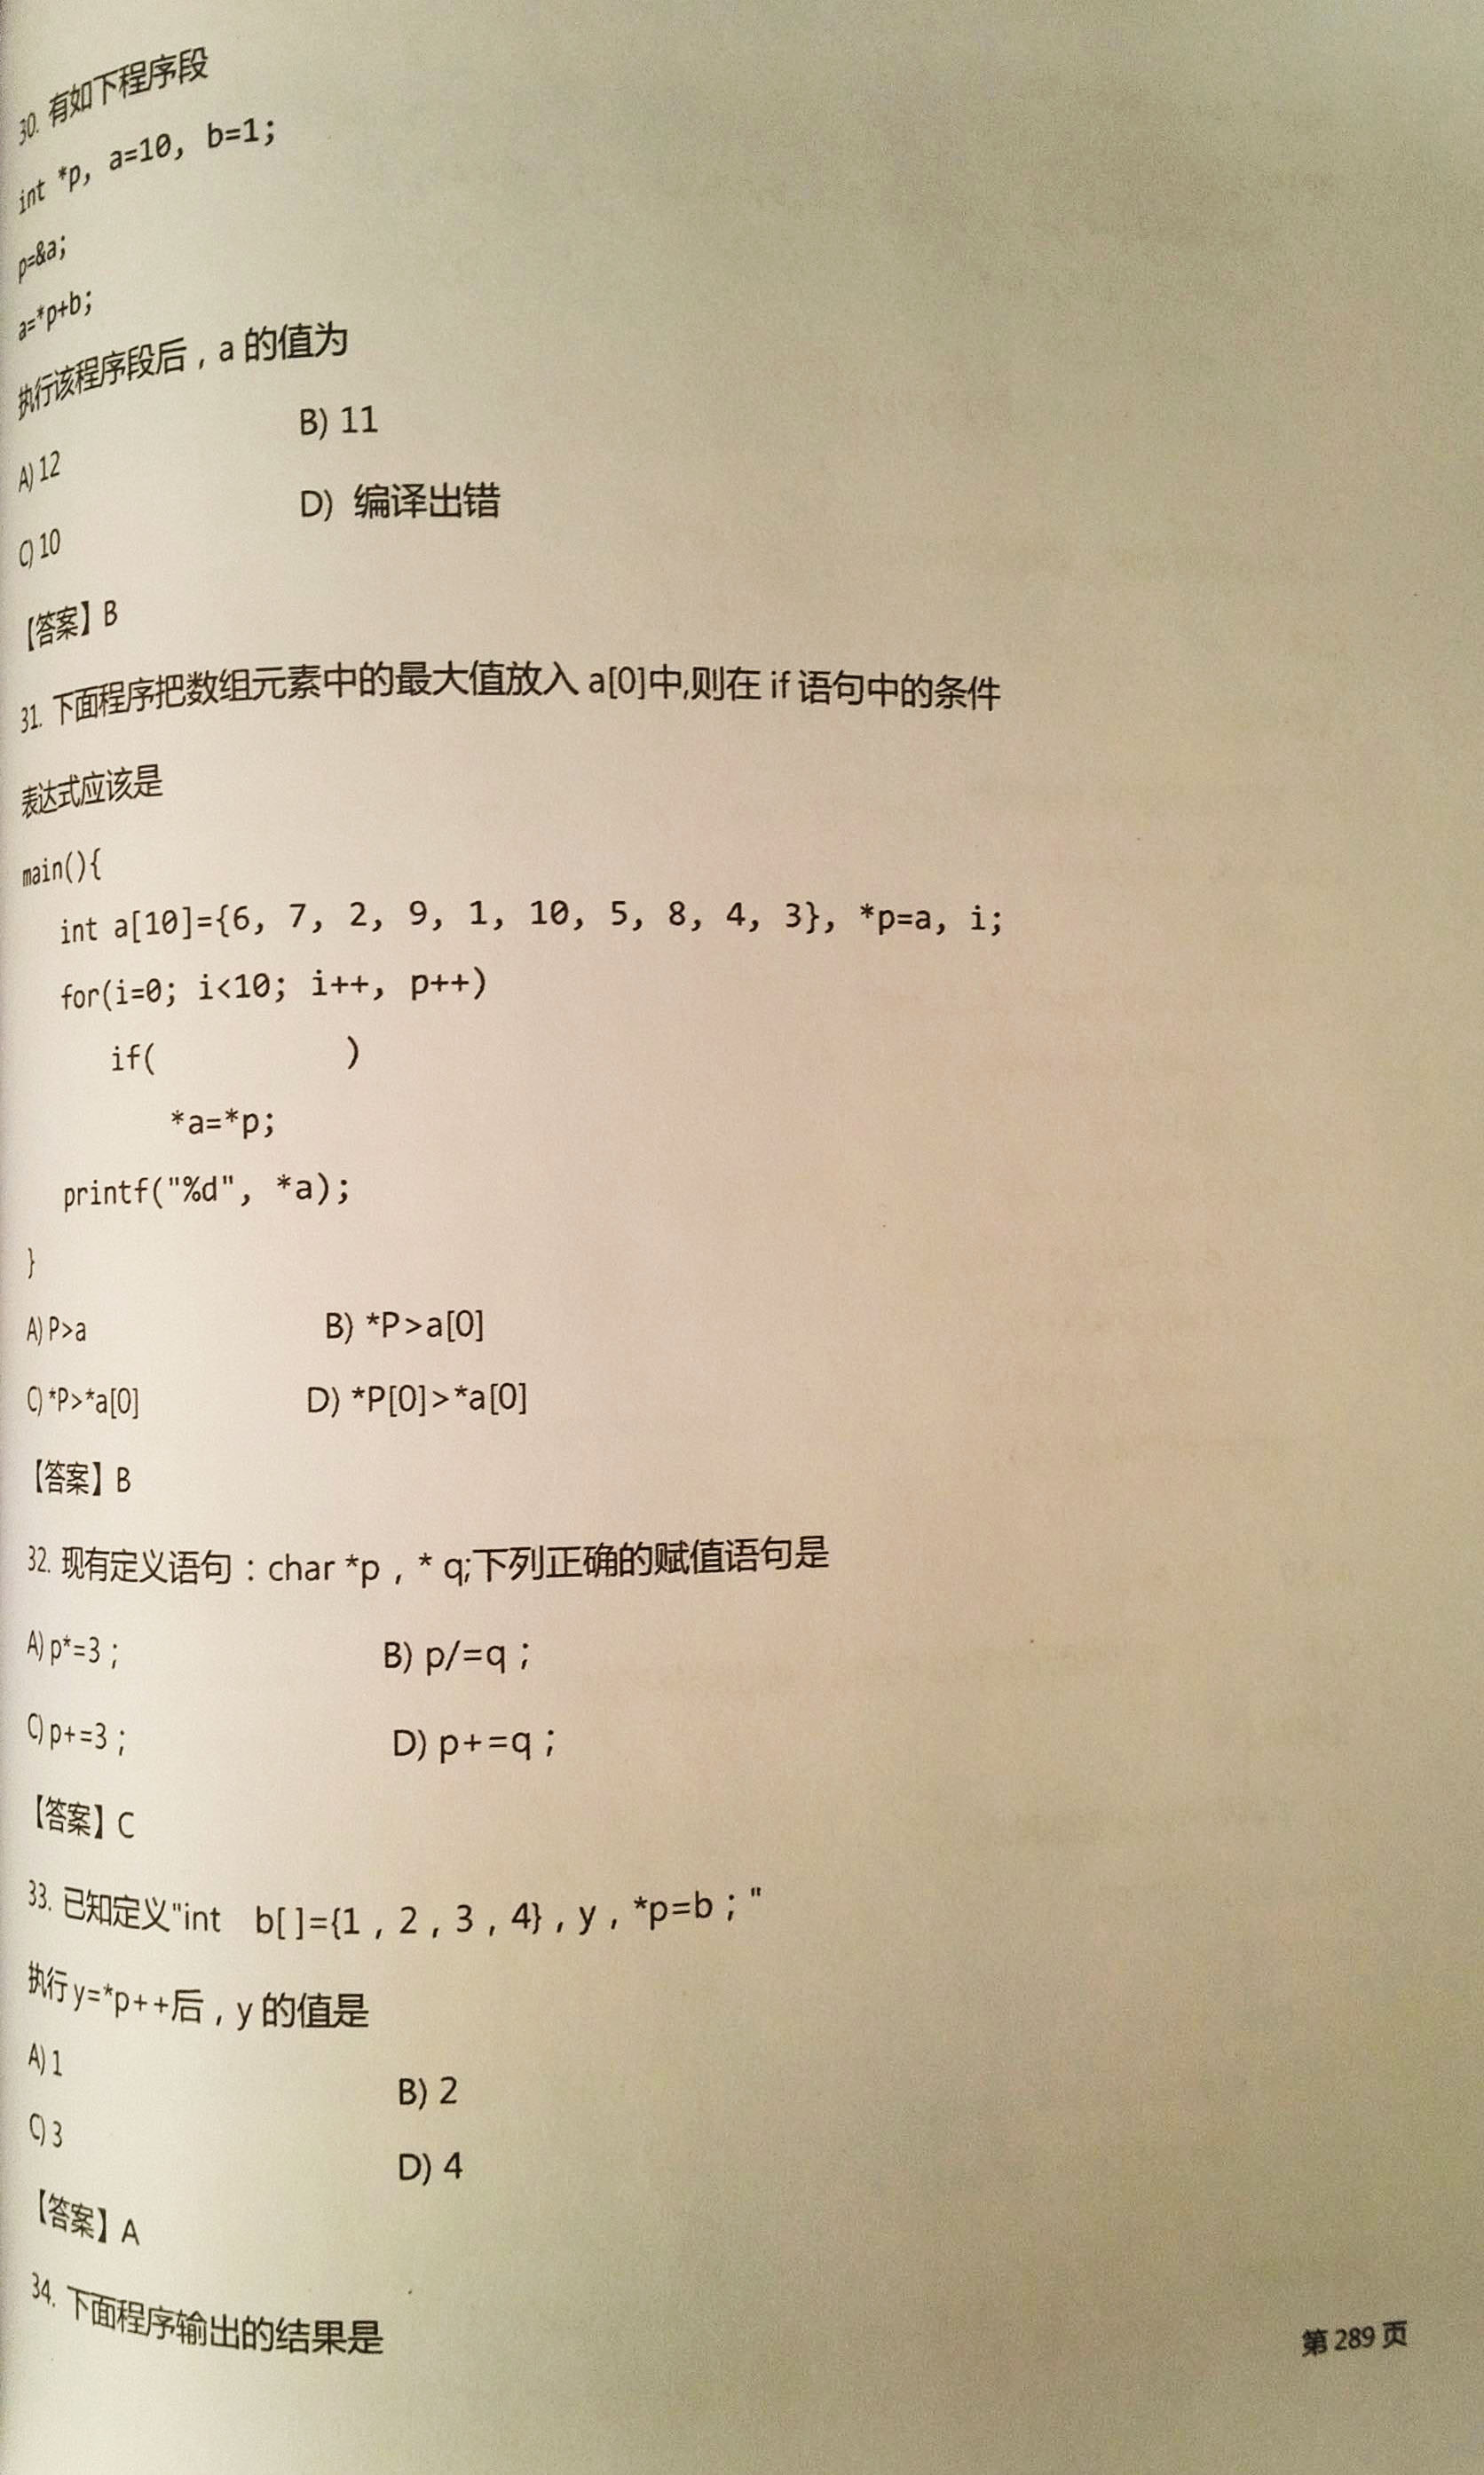 30. 有如下程序段
int *p, a=10, b=1;
p=&a;
a=*p+b;
执行该程序段后，a 的值为
A) 12 B) 11
C) 10 D) 编译出错
【答案】B
31. 下面程序把数组元素中的最大值放入 a[0]中,则在 if 语句中的条件
表达式应该是
main(){
int a[10]={6, 7, 2, 9, 1, 10, 5, 8, 4, 3}, *p=a, i;
for(i=0; i<10; i++, p++)
if( )
*a=*p;
printf("%d", *a);
}
A) P>a B) *P>a[0]
C) *P>*a[0] D) *P[0]>*a[0]
【答案】B
32. 现有定义语句：char *p，* q;下列正确的赋值语句是
A) p*=3； B) p/=q；
C) p+=3； D) p+=q；
【答案】C
33. 已知定义"int b[ ]={1，2，3，4}，y，*p=b；"
执行 y=*p++后，y 的值是
A) 1 B) 2
C) 3 D) 4
【答案】A
34. 下面程序输出的结果是
第 289 页